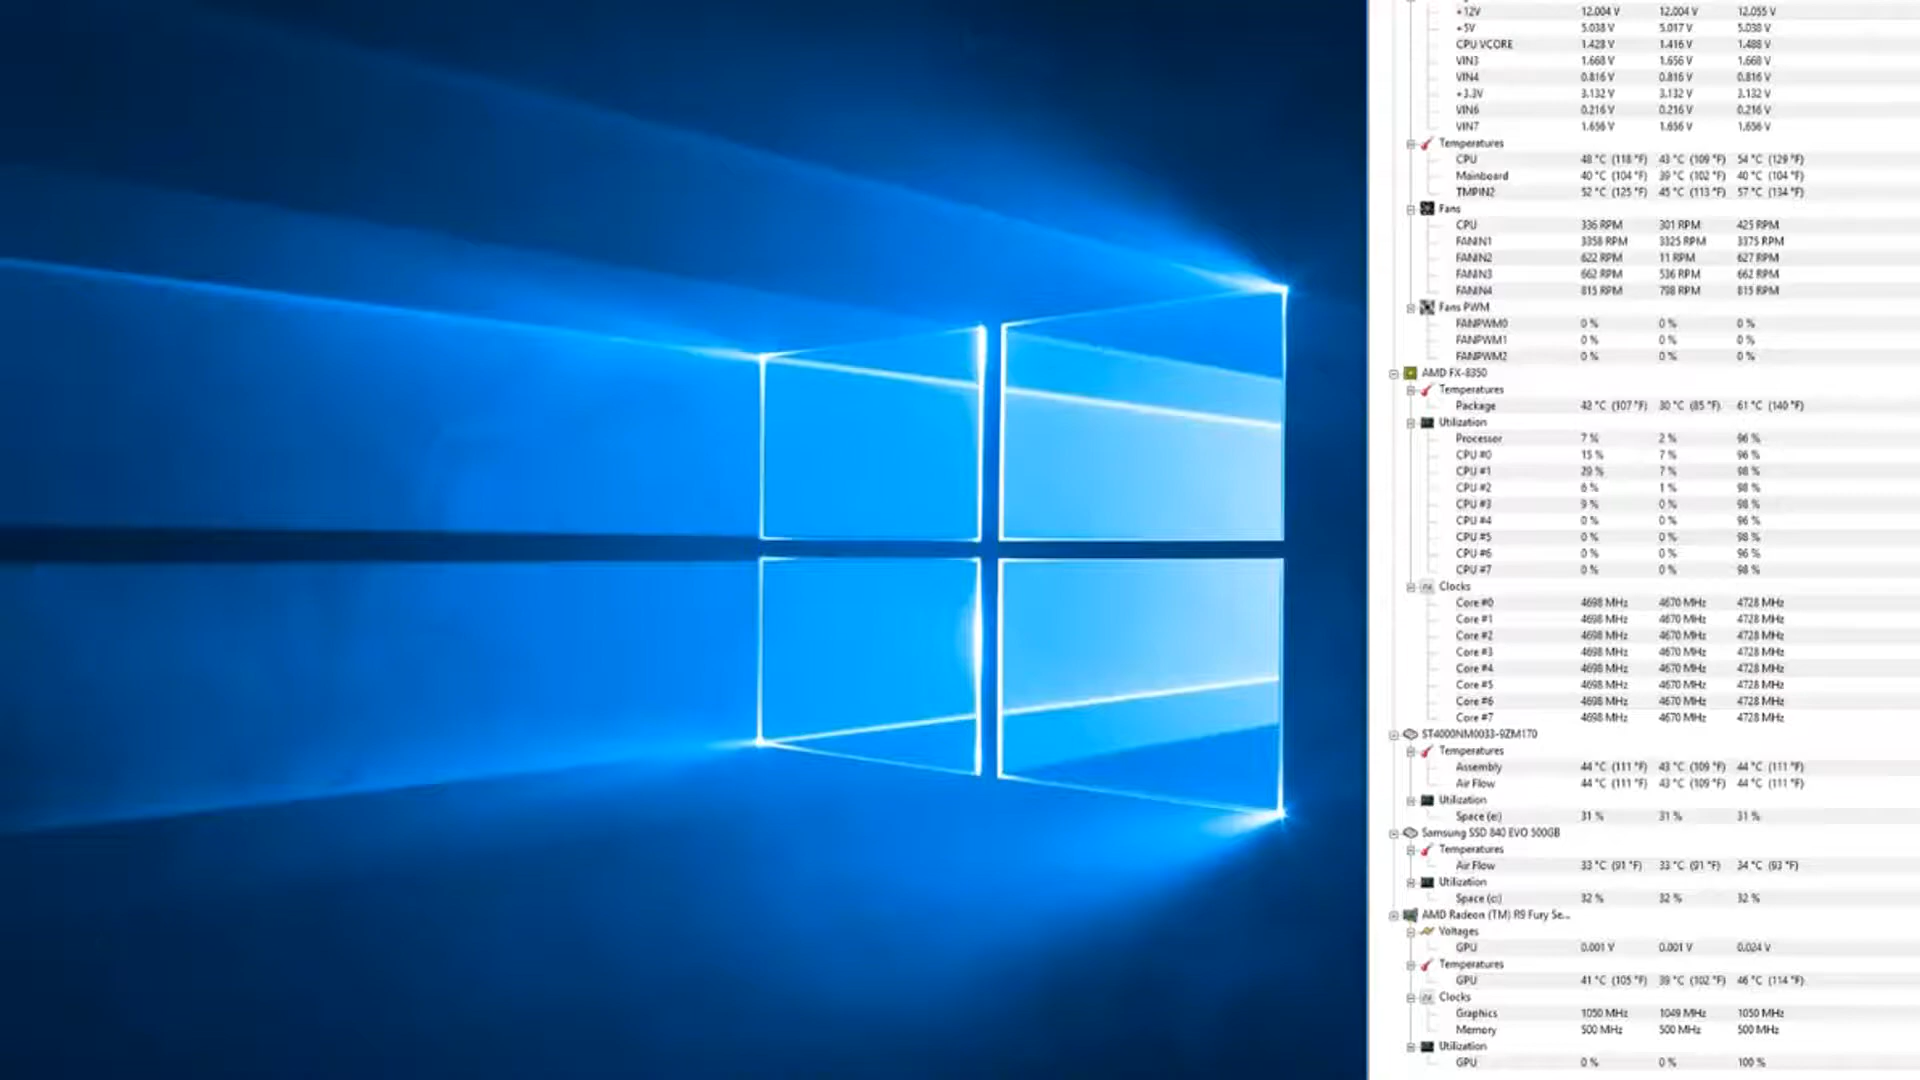 +12V 12.004 V 12.004 V 12.055 V
+5V 5.038 V 5.017 V 5.038 V
CPU VCORE 1.428 V 1.416 V 1.488 V
VIN3 1.668 V 1.656 V 1.668 V
VIN4 0.816 V 0.816 V 0.816 V
+3.3V 3.132 V 3.132 V 3.132 V
VIN6 0.216 V 0.216 V 0.216 V
VIN7 1.656 V 1.656 V 1.656 V
Temperatures
CPU 48 °C (118 °F) 43 °C (109 °F) 54 °C (129 °F)
Mainboard 40 °C (104 °F) 39 °C (102 °F) 40 °C (104 °F)
TMPIN2 52 °C (125 °F) 45 °C (113 °F) 57 °C (134 °F)
Fans
CPU 336 RPM 301 RPM 425 RPM
FANIN1 3358 RPM 3325 RPM 3375 RPM
FANIN2 622 RPM 11 RPM 627 RPM
FANIN3 662 RPM 536 RPM 662 RPM
FANIN4 815 RPM 798 RPM 815 RPM
Fans PWM
FANPWM0 0 % 0 % 0 %
FANPWM1 0 % 0 % 0 %
FANPWM2 0 % 0 % 0 %
AMD FX-8350
Temperatures
Package 42 °C (107 °F) 30 °C (85 °F) 61 °C (140 °F)
Utilization
Processor 7 % 2 % 96 %
CPU #0 15 % 7 % 96 %
CPU #1 29 % 7 % 98 %
CPU #2 6 % 1 % 98 %
CPU #3 9 % 0 % 98 %
CPU #4 0 % 0 % 96 %
CPU #5 0 % 0 % 98 %
CPU #6 0 % 0 % 96 %
CPU #7 0 % 0 % 98 %
Clocks
Core #0 4698 MHz 4670 MHz 4728 MHz
Core #1 4698 MHz 4670 MHz 4728 MHz
Core #2 4698 MHz 4670 MHz 4728 MHz
Core #3 4698 MHz 4670 MHz 4728 MHz
Core #4 4698 MHz 4670 MHz 4728 MHz
Core #5 4698 MHz 4670 MHz 4728 MHz
Core #6 4698 MHz 4670 MHz 4728 MHz
Core #7 4698 MHz 4670 MHz 4728 MHz
ST4000NM0033-9ZM170
Temperatures
Assembly 44 °C (111 °F) 43 °C (109 °F) 44 °C (111 °F)
Air Flow 44 °C (111 °F) 43 °C (109 °F) 44 °C (111 °F)
Utilization
Space (e:) 31 % 31 % 31 %
Samsung SSD 840 EVO 500GB
Temperatures
Air Flow 33 °C (91 °F) 33 °C (91 °F) 34 °C (93 °F)
Utilization
Space (c:) 32 % 32 % 32 %
AMD Radeon (TM) R9 Fury Se...
Voltages
GPU 0.001 V 0.001 V 0.024 V
Temperatures
GPU 41 °C (105 °F) 39 °C (102 °F) 46 °C (114 °F)
Clocks
Graphics 1050 MHz 1049 MHz 1050 MHz
Memory 500 MHz 500 MHz 500 MHz
Utilization
GPU 0 % 0 % 100 %